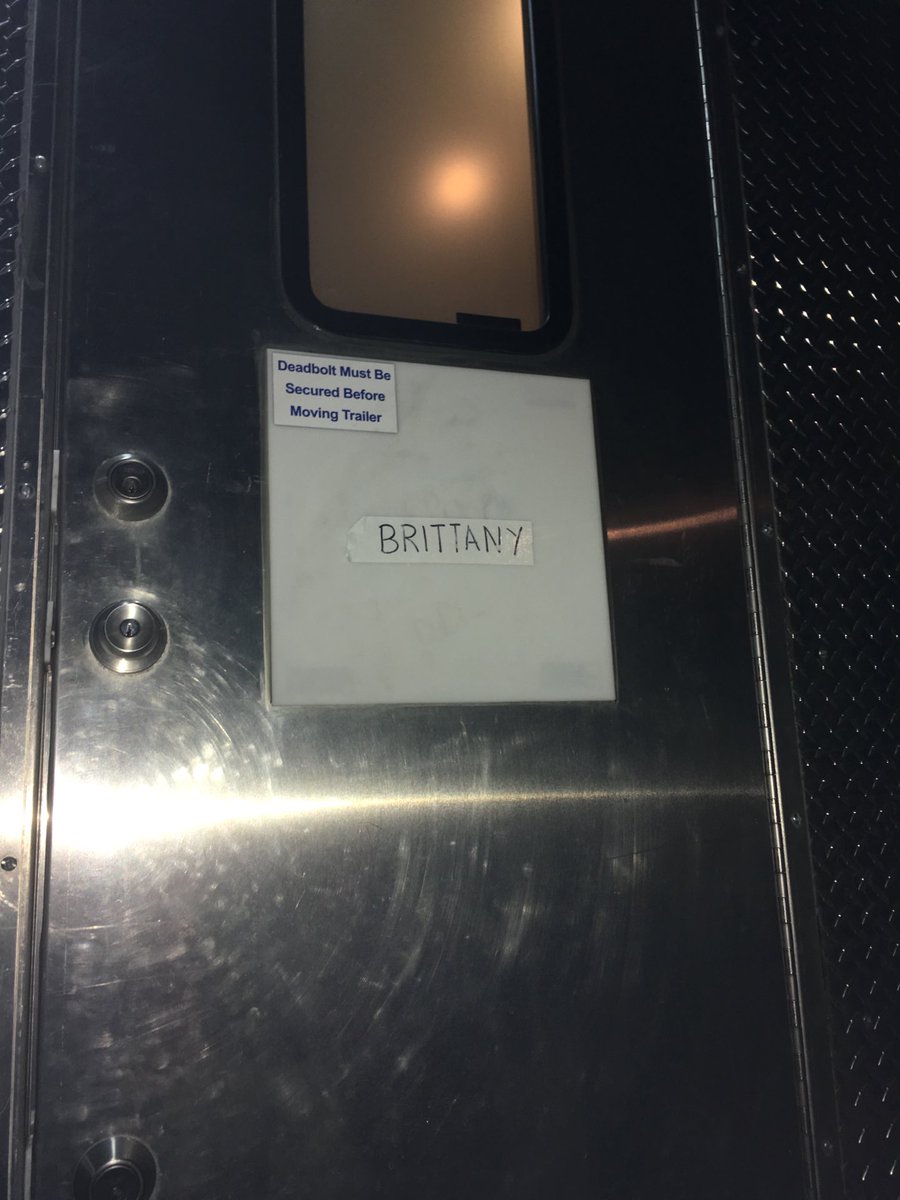 Deadbolt Must Be
Secured Before
Moving Trailer
BRITTANY